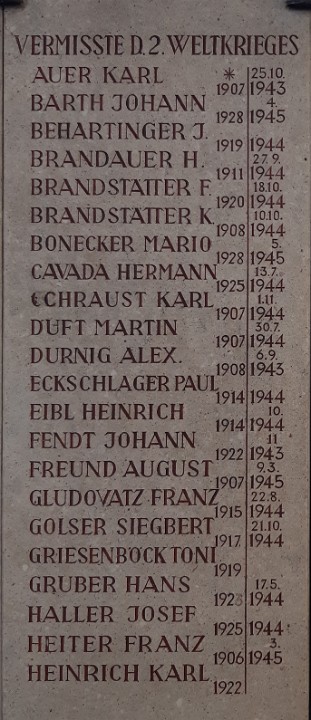 VERMISSTE D. 2. WELTKRIEGES
AUER KARL * 25.10.
1907 1943
BARTH JOHANN 4.
1928 1945
BEHARTINGER J.
1919 1944
BRANDAUER H. 27.9.
1911 1944
BRANDSTATTER F. 18.10.
1920 1944
BRANDSTATTER K. 10.10.
1908 1944
BONECKER MARIO 5.
1928 1945
CAVADA HERMANN 13.7.
1925 1944
CHRAUST KARL 1.11.
1907 1944
DUFT MARTIN 30.7.
1907 1944
DURNIG ALEX. 6.9.
1908 1943
ECKSCHLAGER PAUL
1914 1944
EIBL HEINRICH 10.
1914 1944
FENDT JOHANN 11
1922 1943
FREUND AUGUST 9.3.
1907 1945
GLUDOVATZ FRANZ 22.8.
1915 1944
GOLSER SIEGBERT 21.10.
1917 1944
GRIESENBÖCK TONI
1919
GRUBER HANS 17.5.
1923 1944
HALLER JOSEF
1925 1944
HEITER FRANZ 3.
1906 1945
HEINRICH KARL
1922